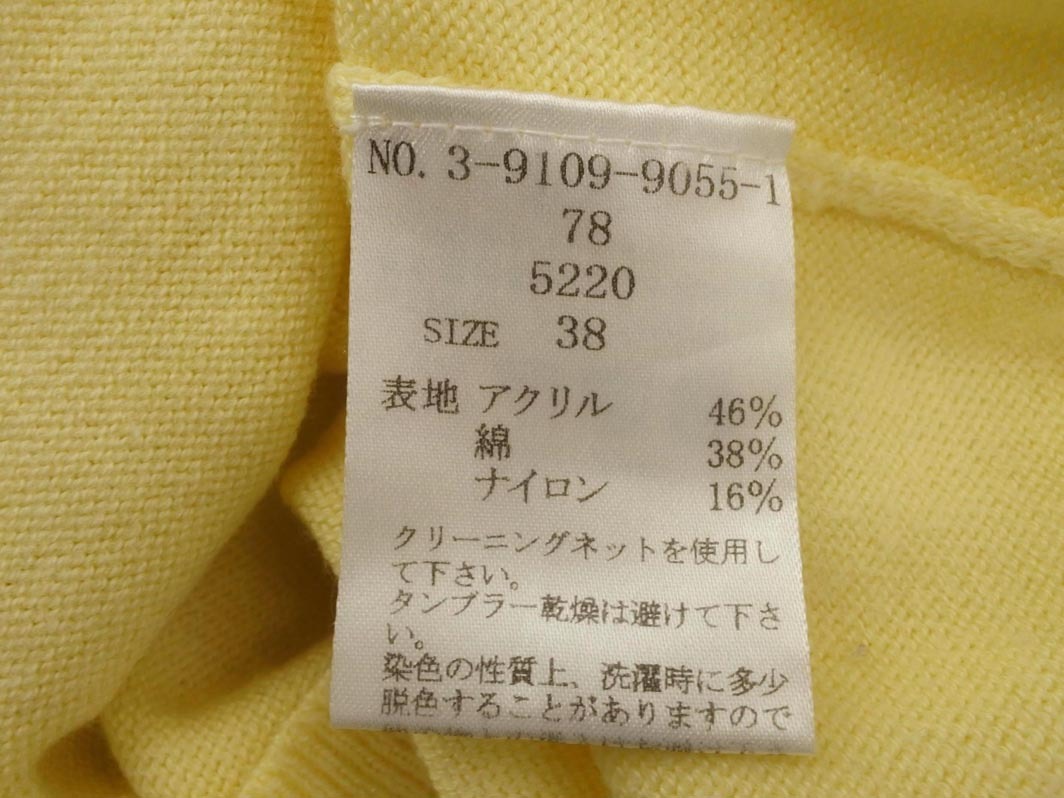 NO. 3-9109-9055-1
78
5220
SIZE 38
表地 アクリル 46%
綿 38%
ナイロン 16%
クリーニングネットを使用し
て下さい。
タンブラー乾燥は避けて下さ
い。
染色の性質上、洗濯時に多少
脱色することがありますので